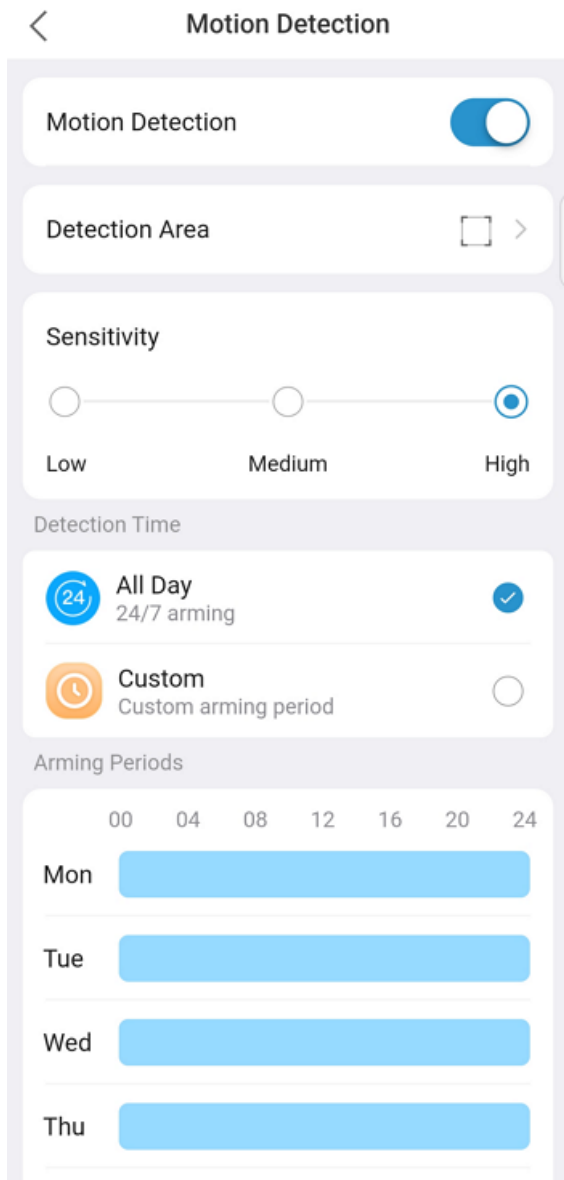 Motion Detection
Motion Detection
Detection Area
Sensitivity
Low Medium High
Detection Time
24
All Day
24/7 arming
Custom
Custom arming period
Arming Periods
00 04 08 12 16 20 24
Mon
Tue
Wed
Thu